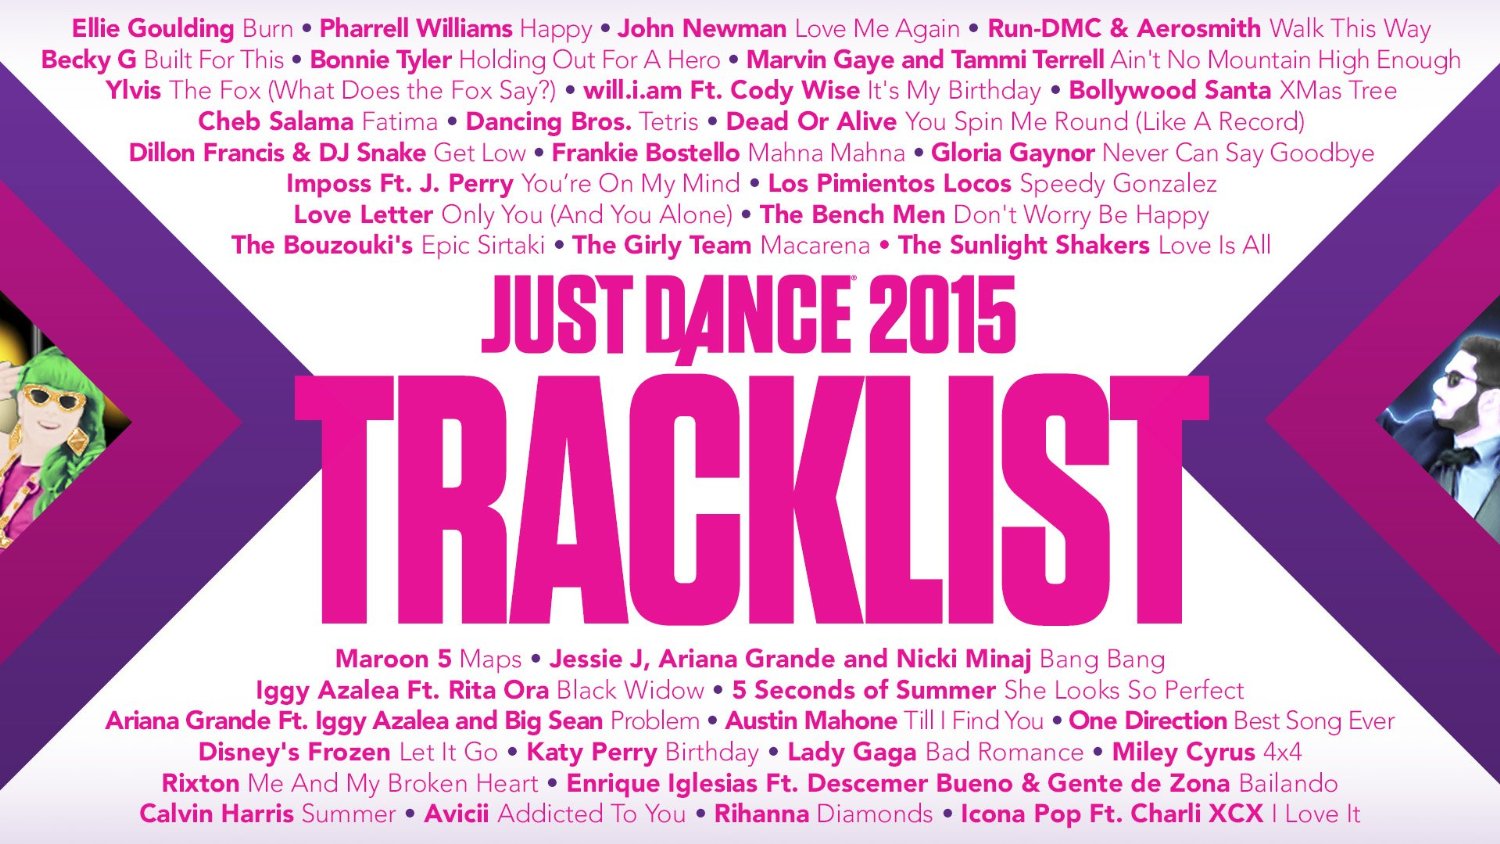 Ellie Goulding Burn • Pharrell Williams Happy • John Newman Love Me Again • Run-DMC & Aerosmith Walk This Way
Becky G Built For This • Bonnie Tyler Holding Out For A Hero • Marvin Gaye and Tammi Terrell Ain't No Mountain High Enough
Ylvis The Fox (What Does the Fox Say?) • will.i.am Ft. Cody Wise It's My Birthday • Bollywood Santa XMas Tree
Cheb Salama Fatima • Dancing Bros. Tetris • Dead Or Alive You Spin Me Round (Like A Record)
Dillon Francis & DJ Snake Get Low • Frankie Bostello Mahna Mahna • Gloria Gaynor Never Can Say Goodbye
Imposs Ft. J. Perry You’re On My Mind • Los Pimientos Locos Speedy Gonzalez
Love Letter Only You (And You Alone) • The Bench Men Don't Worry Be Happy
The Bouzouki's Epic Sirtaki • The Girly Team Macarena • The Sunlight Shakers Love Is All
JUST DANCE® 2015
TRACKLIST
Maroon 5 Maps • Jessie J, Ariana Grande and Nicki Minaj Bang Bang
Iggy Azalea Ft. Rita Ora Black Widow • 5 Seconds of Summer She Looks So Perfect
Ariana Grande Ft. Iggy Azalea and Big Sean Problem • Austin Mahone Till I Find You • One Direction Best Song Ever
Disney's Frozen Let It Go • Katy Perry Birthday • Lady Gaga Bad Romance • Miley Cyrus 4x4
Rixton Me And My Broken Heart • Enrique Iglesias Ft. Descemer Bueno & Gente de Zona Bailando
Calvin Harris Summer • Avicii Addicted To You • Rihanna Diamonds • Icona Pop Ft. Charli XCX I Love It